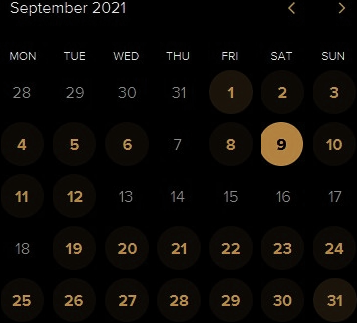 September 2021
MON TUE WED THU FRI SAT SUN
28 29 30 31 1 2 3
4 5 6 7 8 9 10
11 12 13 14 15 16 17
18 19 20 21 22 23 24
25 26 27 28 29 30 31